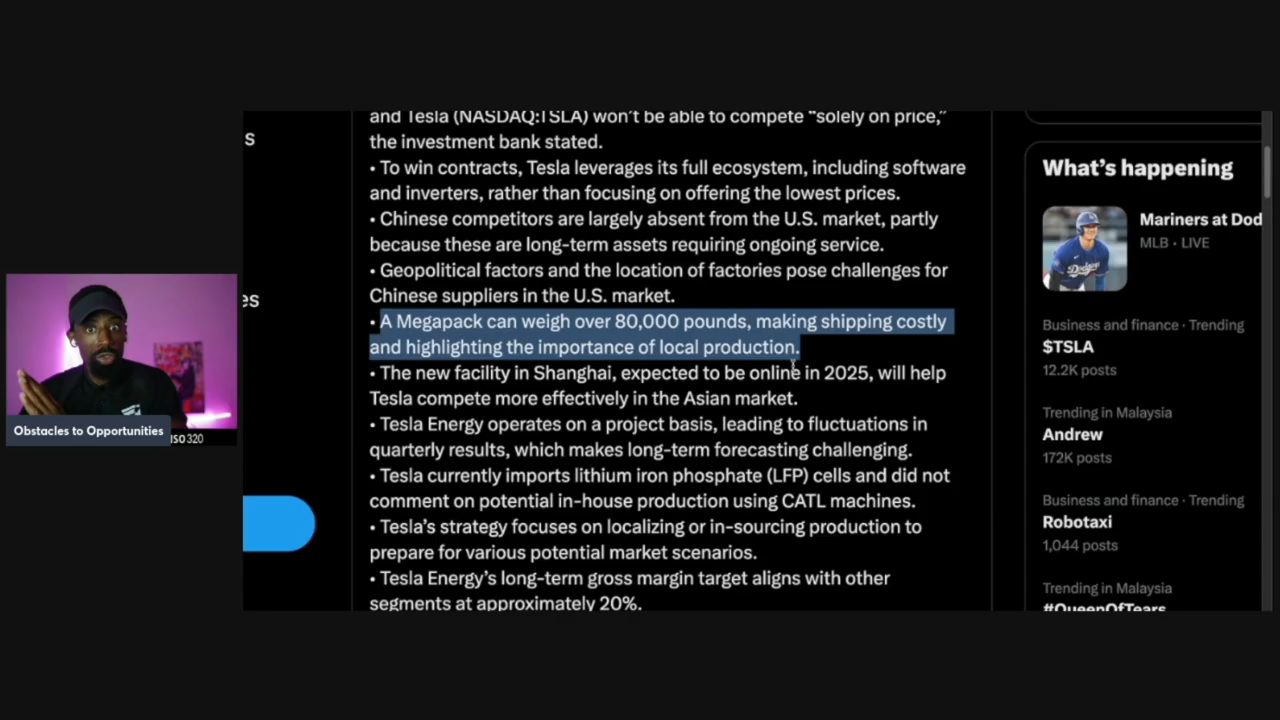 s
es
Obstacles to Opportunities
ISO 320
and Tesla (NASDAQ:TSLA) won't be able to compete “solely on price,”
the investment bank stated.
• To win contracts, Tesla leverages its full ecosystem, including software
and inverters, rather than focusing on offering the lowest prices.
• Chinese competitors are largely absent from the U.S. market, partly
because these are long-term assets requiring ongoing service.
• Geopolitical factors and the location of factories pose challenges for
Chinese suppliers in the U.S. market.
• A Megapack can weigh over 80,000 pounds, making shipping costly
and highlighting the importance of local production.
• The new facility in Shanghai, expected to be online in 2025, will help
Tesla compete more effectively in the Asian market.
• Tesla Energy operates on a project basis, leading to fluctuations in
quarterly results, which makes long-term forecasting challenging.
• Tesla currently imports lithium iron phosphate (LFP) cells and did not
comment on potential in-house production using CATL machines.
• Tesla's strategy focuses on localizing or in-sourcing production to
prepare for various potential market scenarios.
• Tesla Energy's long-term gross margin target aligns with other
segments at approximately 20%.
What's happening
Mariners at Dod
MLB • LIVE
Dodgers
Business and finance · Trending
$TSLA
12.2K posts
Trending in Malaysia
Andrew
172K posts
Business and finance · Trending
Robotaxi
1,044 posts
Trending in Malaysia
#QueenOfTears